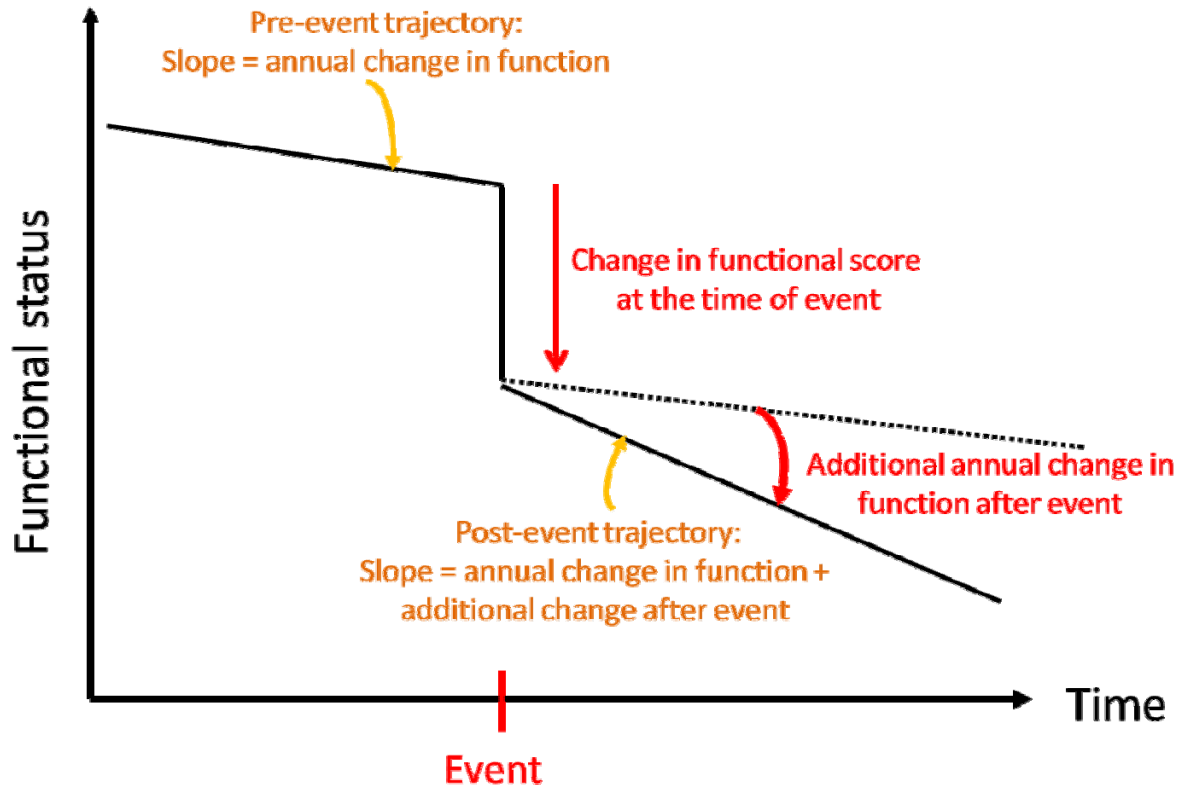 Pre-event trajectory:
Slope = annual change in function
Functional status
Change in functional score
at the time of event
Additional annual change in
function after event
Post-event trajectory:
Slope = annual change in function +
additional change after event
Time
Event